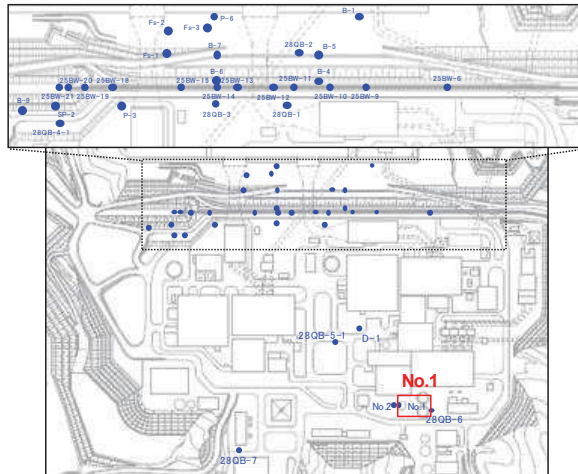 P-6
B-1
Fs-2
Fs-3
28QB-2
Fs-1
B-7
B-5
B-6
B-4
25BW-20
25BW-18
25BW-15
25BW-13
25BW-11
25BW-6
25BW-21
25BW-19
25BW-14
25BW-12
25BW-10
25BW-9
B-9
SP-2
P-3
28QB-3
28QB-1
28QB-4-1
28QB-5-I
D-1
No.1
No.2
No.1
28QB-6
28QB-7